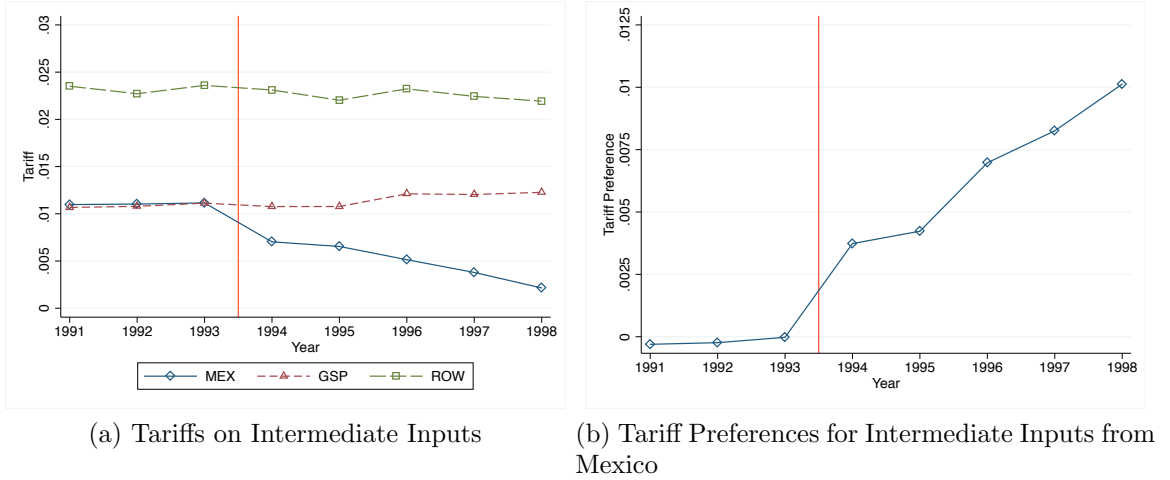 .03
.025
.02
.015
.01
.005
0
Tariff
1991 1992 1993 1994 1995 1996 1997 1998
Year
MEX GSP ROW
(a) Tariffs on Intermediate Inputs
.0125
.01
.0075
.005
.0025
0
Tariff Preference
1991 1992 1993 1994 1995 1996 1997 1998
Year
(b) Tariff Preferences for Intermediate Inputs from
Mexico